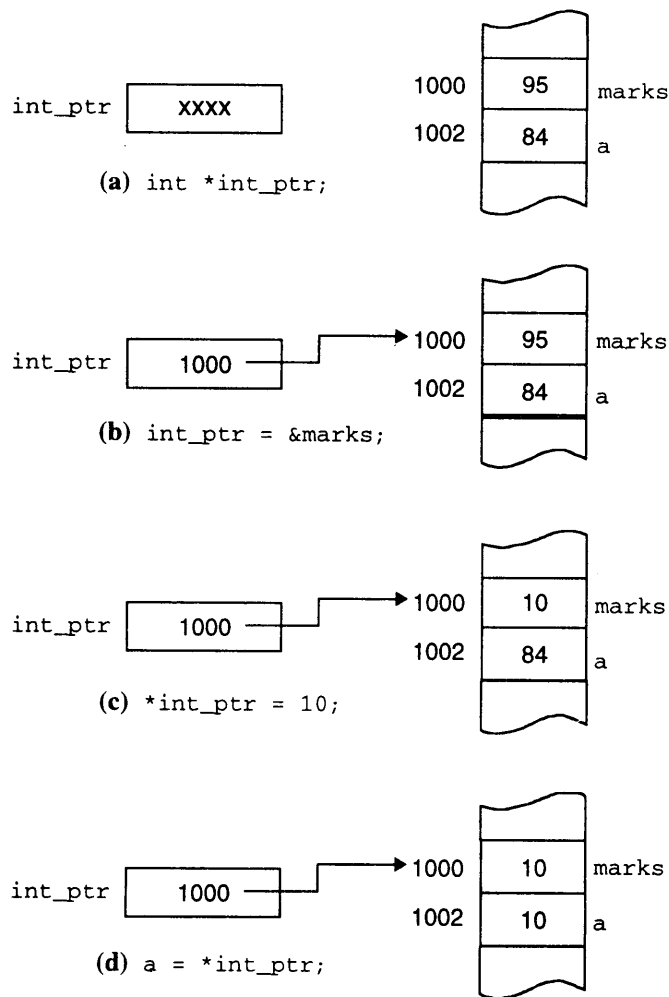 1000 95 marks
int_ptr XXXX
1002 84 a
(a) int *int_ptr;
1000 95 marks
int_ptr 1000
1002 84 a
(b) int_ptr = &marks;
1000 10 marks
int_ptr 1000
1002 84 a
(c) *int_ptr = 10;
1000 10 marks
int_ptr 1000
1002 10 a
(d) a = *int_ptr;